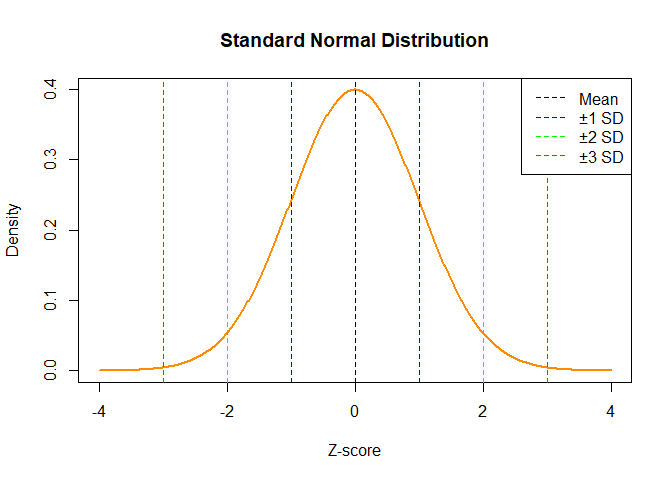 Standard Normal Distribution
Mean
±1 SD
±2 SD
±3 SD
Density
0.4
0.3
0.2
0.1
0.0
-4
-2
0
2
4
Z-score